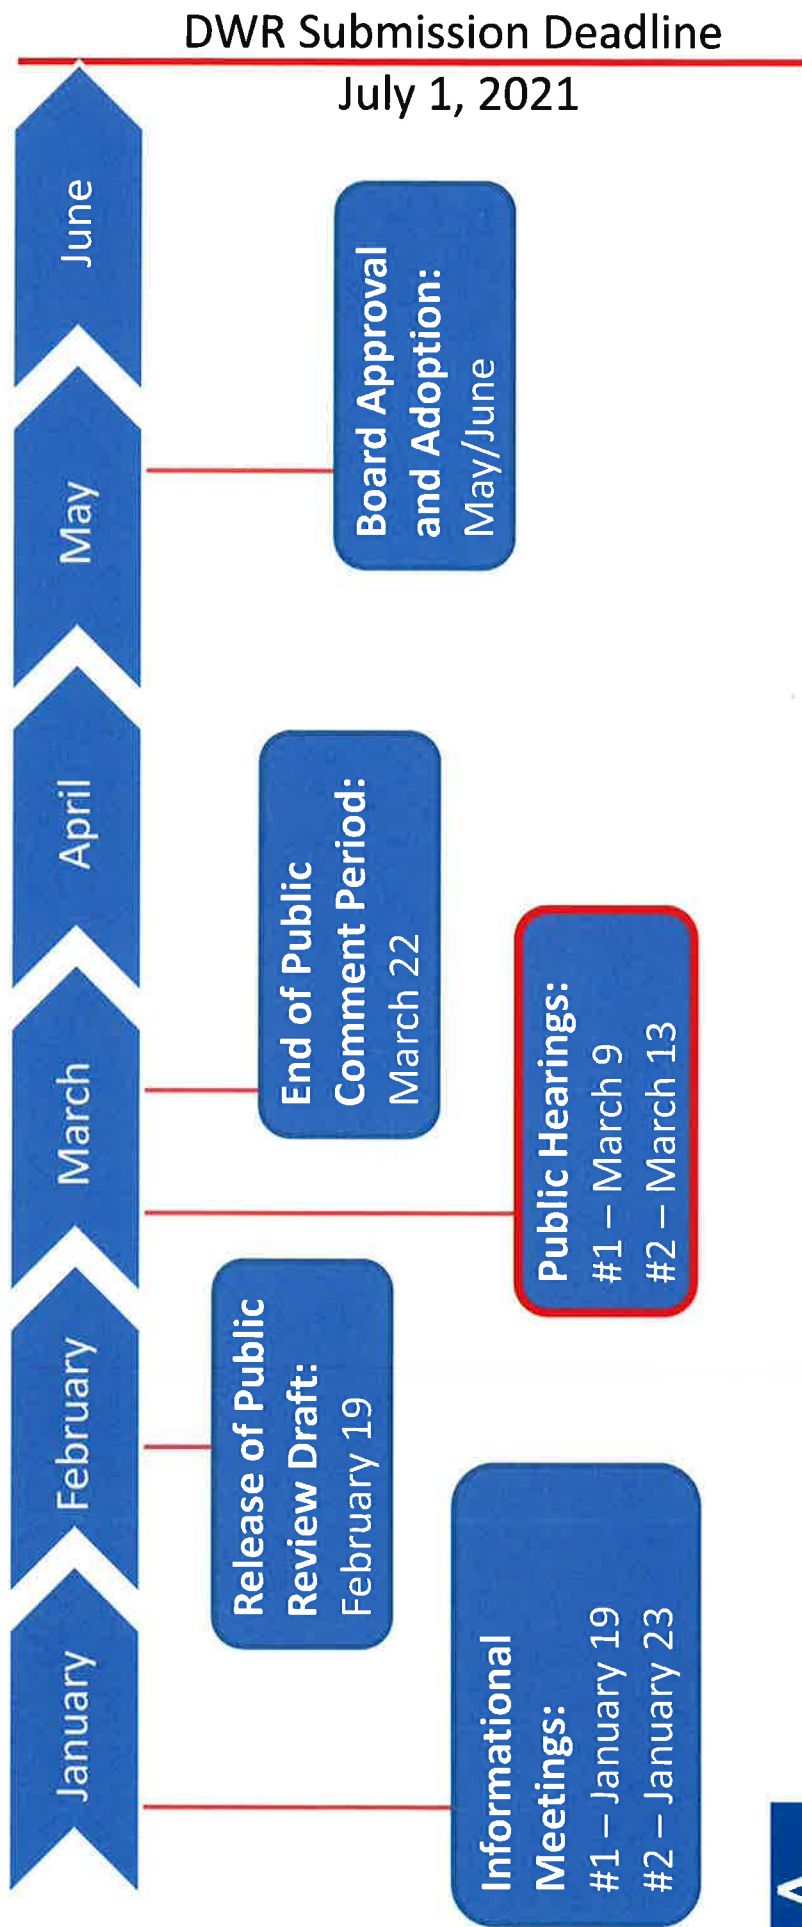 DWR Submission Deadline
July 1, 2021
January
February
March
April
May
June
Informational
Meetings:
#1 – January 19
#2 – January 23
Release of Public
Review Draft:
February 19
Public Hearings:
#1 – March 9
#2 – March 13
End of Public
Comment Period:
March 22
Board Approval
and Adoption:
May/June